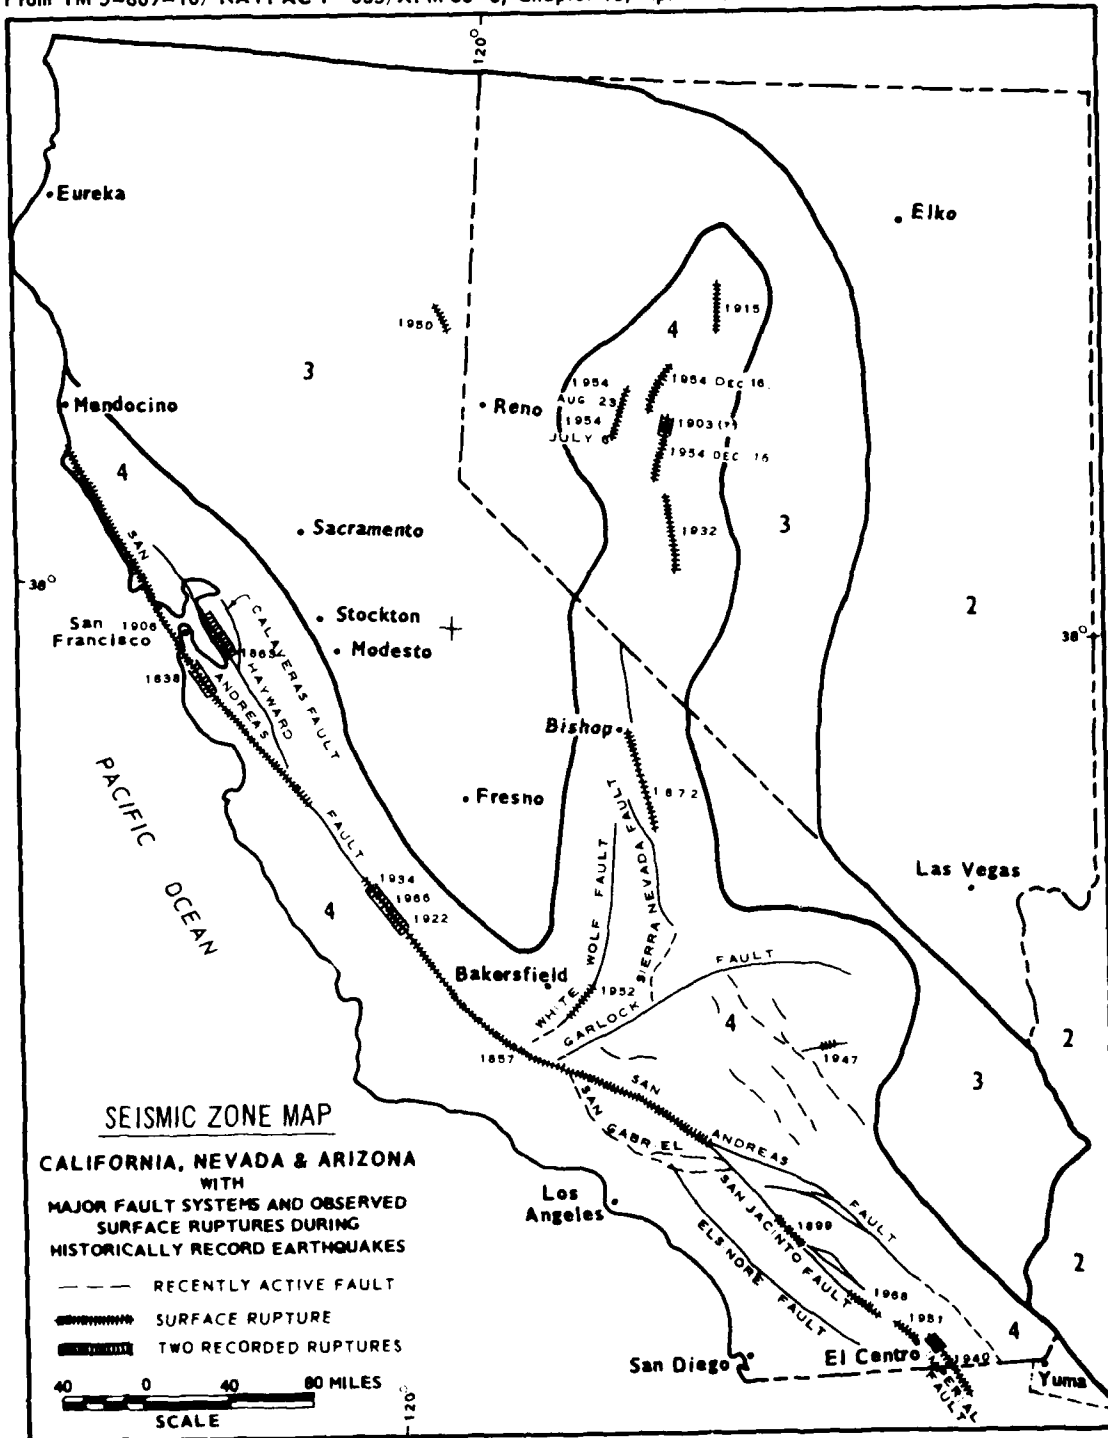 120°
Eureka
Elko
1950
1915
4
3
1954 DEC 16.
1954
AUG 23
1954
JULY 6
Mendocino
Reno
1903 (?)
1954 DEC 16
4
Sacramento
1932
3
38°
SAN
2
San Francisco
1906
Stockton
38°
CALAVERAS FAULT
Modesto
HAYWARD
1838
ANDREAS
Bishop
PACIFIC OCEAN
Fresno
1872
FAULT
Las Vegas
1934
1966
1922
4
WHITE WOLF FAULT
SIERRA NEVADA FAULT
Bakersfield
GARLOCK FAULT
1952
4
1857
1947
2
3
SAN ANDREAS FAULT
SAN GABRIEL
SEISMIC ZONE MAP
CALIFORNIA, NEVADA & ARIZONA
WITH
MAJOR FAULT SYSTEMS AND OBSERVED
SURFACE RUPTURES DURING
HISTORICALLY RECORD EARTHQUAKES
Los Angeles
SAN JACINTO FAULT
1899
ELSINORE FAULT
2
RECENTLY ACTIVE FAULT
1968
SURFACE RUPTURE
1951
4
TWO RECORDED RUPTURES
San Diego
El Centro
1940
Yuma
FAULT
40 0 40 80 MILES
SCALE
120°